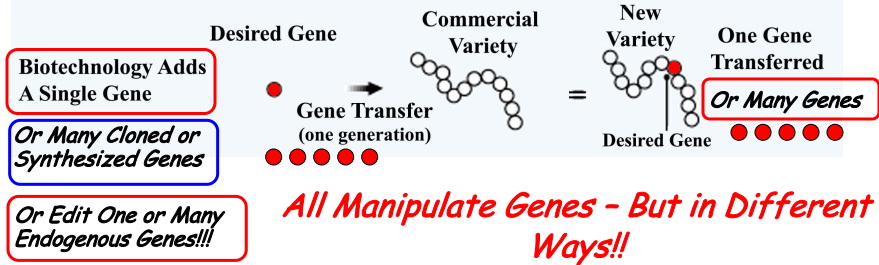 Desired Gene
Commercial
Variety
New
Variety
One Gene
Transferred
Biotechnology Adds
A Single Gene
Or Many Genes
Gene Transfer
(one generation)
=
Desired Gene
Or Many Cloned or
Synthesized Genes
Or Edit One or Many
Endogenous Genes!!!
All Manipulate Genes – But in Different
Ways!!